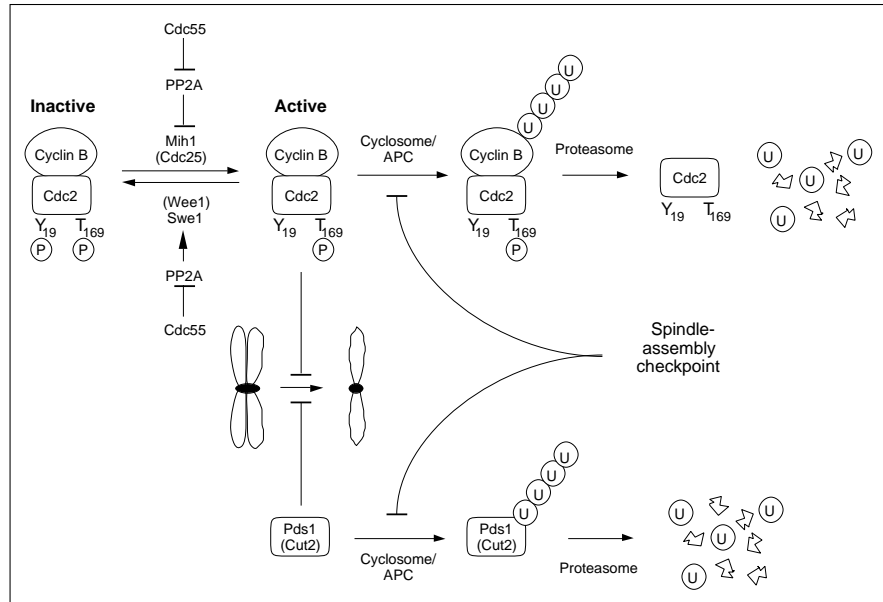 Cdc55
PP2A
Inactive
Active
Mih1
(Cdc25)
Cyclosome/
APC
Proteasome
U
U
U
U
Cyclin B
Cyclin B
Cyclin B
Cdc2
Cdc2
Cdc2
Cdc2
U
U
U
U
(Wee1)
Swe1
Y19 T169
Y19 T169
Y19 T169
Y19 T169
P P
P
P
PP2A
Cdc55
Spindle-
assembly
checkpoint
U
U
U
U
Pds1
(Cut2)
Cyclosome/
APC
Pds1
(Cut2)
Proteasome
U
U
U
U